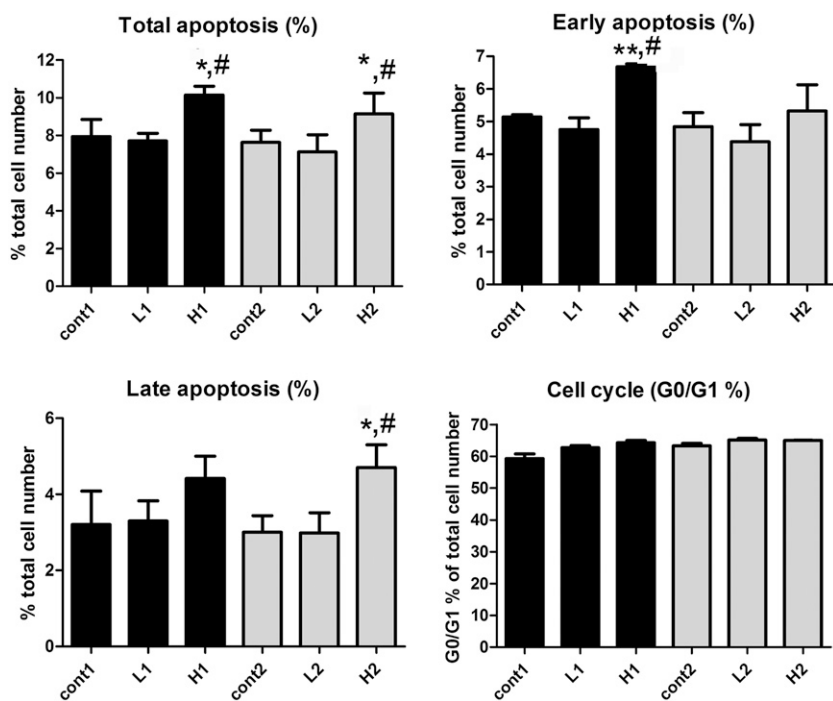 Total apoptosis (%)
% total cell number
12
10
8
6
4
2
0
*,#
*
,#
cont1
L1
H1
cont2
L2
H2
Early apoptosis (%)
% total cell number
7
6
5
4
3
2
1
0
**,#
cont1
L1
H1
cont2
L2
H2
Late apoptosis (%)
% total cell number
6
4
2
0
*,#
cont1
L1
H1
cont2
L2
H2
Cell cycle (G0/G1 %)
G0/G1 % of total cell number
70
60
50
40
30
20
10
0
cont1
L1
H1
cont2
L2
H2